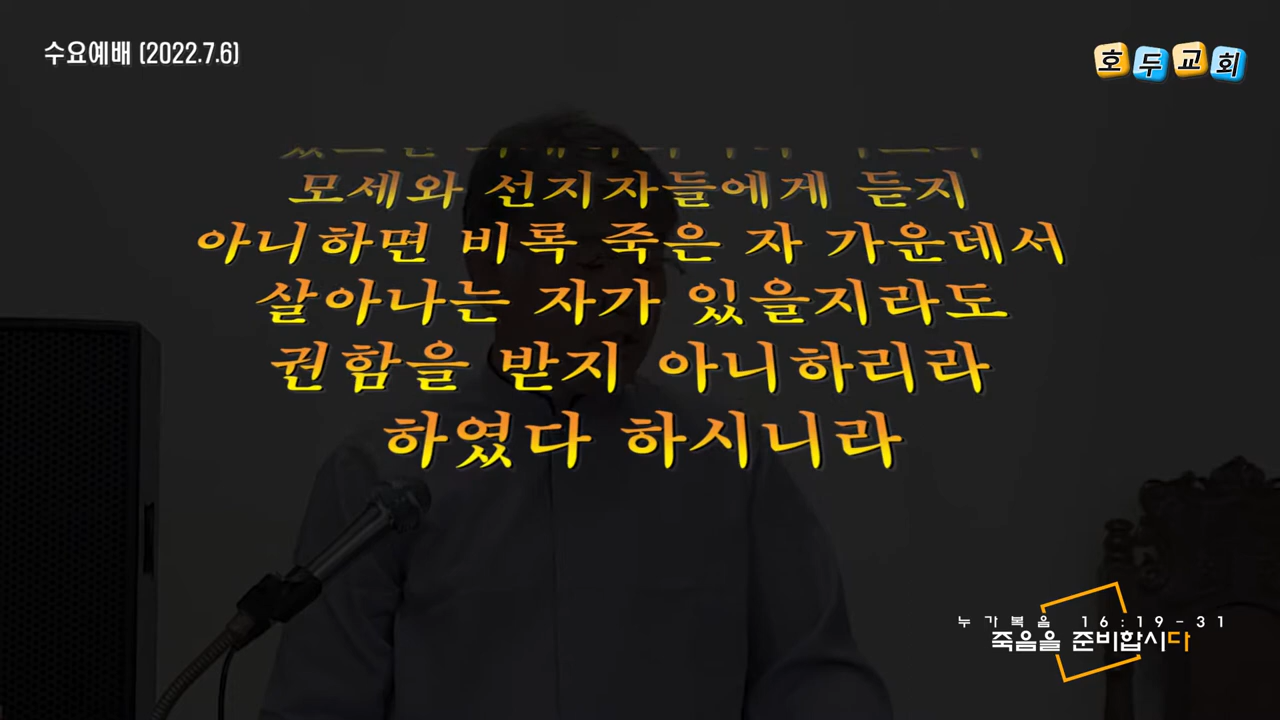 수요예배 (2022.7.6)
호두교회
모세와 선지자들에게 듣지
아니하면 비록 죽은 자 가운데서
살아나는 자가 있을지라도
권함을 받지 아니하리라
하였다 하시니라
누가복음 16:19-31
죽음을 준비합시다